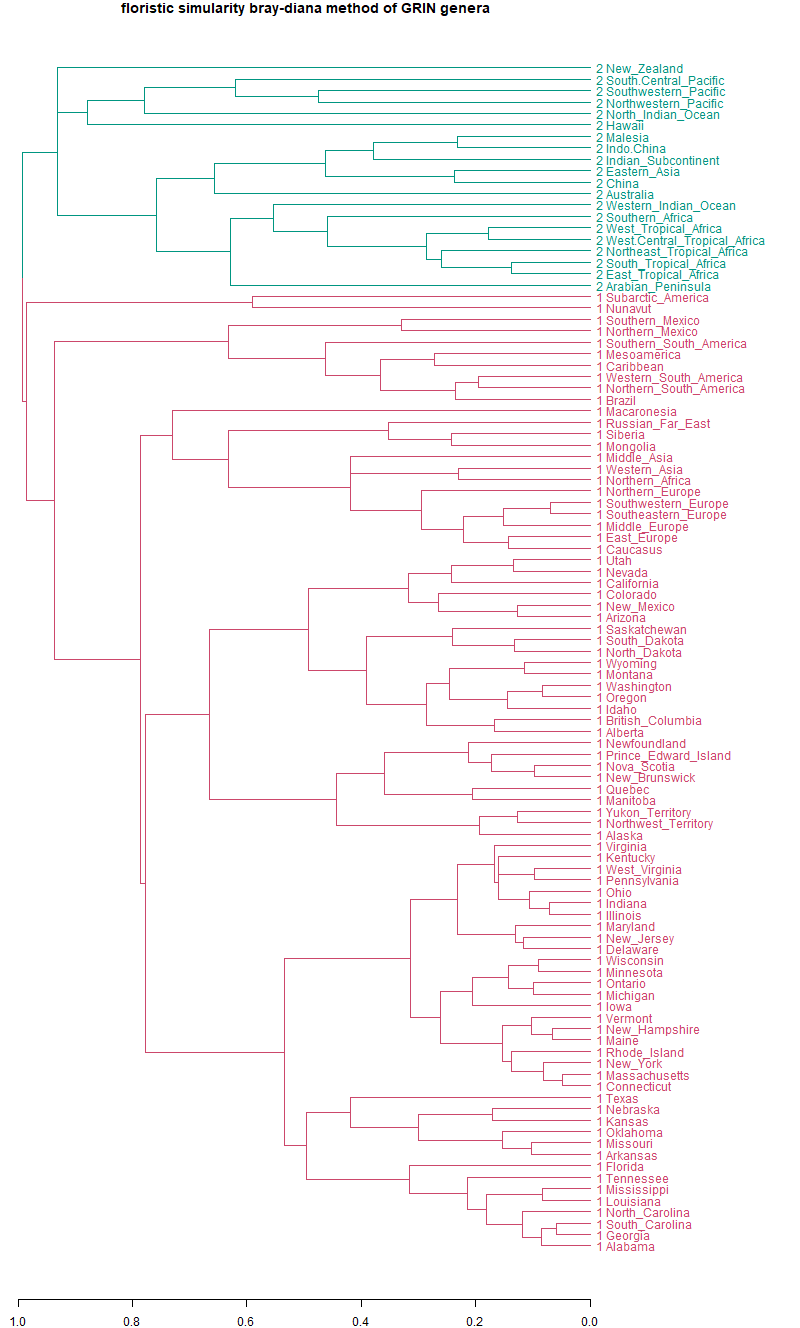 floristic simularity bray-diana method of GRIN genera
2 New_Zealand
2 South.Central_Pacific
2 Southwestern_Pacific
2 Northwestern_Pacific
2 North_Indian_Ocean
2 Hawaii
2 Malesia
2 Indo.China
2 Indian_Subcontinent
2 Eastern_Asia
2 China
2 Australia
2 Western_Indian_Ocean
2 Southern_Africa
2 West_Tropical_Africa
2 West.Central_Tropical_Africa
2 Northeast_Tropical_Africa
2 South_Tropical_Africa
2 East_Tropical_Africa
2 Arabian_Peninsula
1 Subarctic_America
1 Nunavut
1 Southern_Mexico
1 Northern_Mexico
1 Southern_South_America
1 Mesoamerica
1 Caribbean
1 Western_South_America
1 Northern_South_America
1 Brazil
1 Macaronesia
1 Russian_Far_East
1 Siberia
1 Mongolia
1 Middle_Asia
1 Western_Asia
1 Northern_Africa
1 Northern_Europe
1 Southwestern_Europe
1 Southeastern_Europe
1 Middle_Europe
1 East_Europe
1 Caucasus
1 Utah
1 Nevada
1 California
1 Colorado
1 New_Mexico
1 Arizona
1 Saskatchewan
1 South_Dakota
1 North_Dakota
1 Wyoming
1 Montana
1 Washington
1 Oregon
1 Idaho
1 British_Columbia
1 Alberta
1 Newfoundland
1 Prince_Edward_Island
1 Nova_Scotia
1 New_Brunswick
1 Quebec
1 Manitoba
1 Yukon_Territory
1 Northwest_Territory
1 Alaska
1 Virginia
1 Kentucky
1 West_Virginia
1 Pennsylvania
1 Ohio
1 Indiana
1 Illinois
1 Maryland
1 New_Jersey
1 Delaware
1 Wisconsin
1 Minnesota
1 Ontario
1 Michigan
1 Iowa
1 Vermont
1 New_Hampshire
1 Maine
1 Rhode_Island
1 New_York
1 Massachusetts
1 Connecticut
1 Texas
1 Nebraska
1 Kansas
1 Oklahoma
1 Missouri
1 Arkansas
1 Florida
1 Tennessee
1 Mississippi
1 Louisiana
1 North_Carolina
1 South_Carolina
1 Georgia
1 Alabama
1.0 0.8 0.6 0.4 0.2 0.0